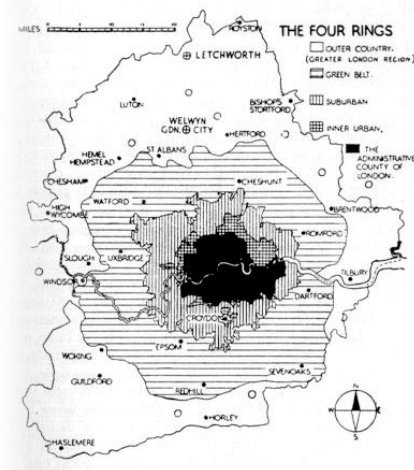 MILES
THE FOUR RINGS
OUTER COUNTRY.
(GREATER LONDON REGION)
GREEN BELT.
SUBURBAN
INNER URBAN.
THE
ADMINISTRATIVE
COUNTY OF
LONDON.
ROYSTON
LETCHWORTH
LUTON
BISHOPS
STORTFORD
WELWYN
GDN. CITY
HERTFORD
ST ALBANS
HEMEL
HEMPSTEAD
CHESHAM
CHESHUNT
WATFORD
HIGH
WYCOMBE
BRENTWOOD
ROMFORD
UXBRIDGE
SLOUGH
WINDSOR
TILBURY
DARTFORD
CROYDON
EPSOM
WOKING
SEVENOAKS
GUILDFORD
REDHILL
HORLEY
HASLEMERE
N
W
E
S